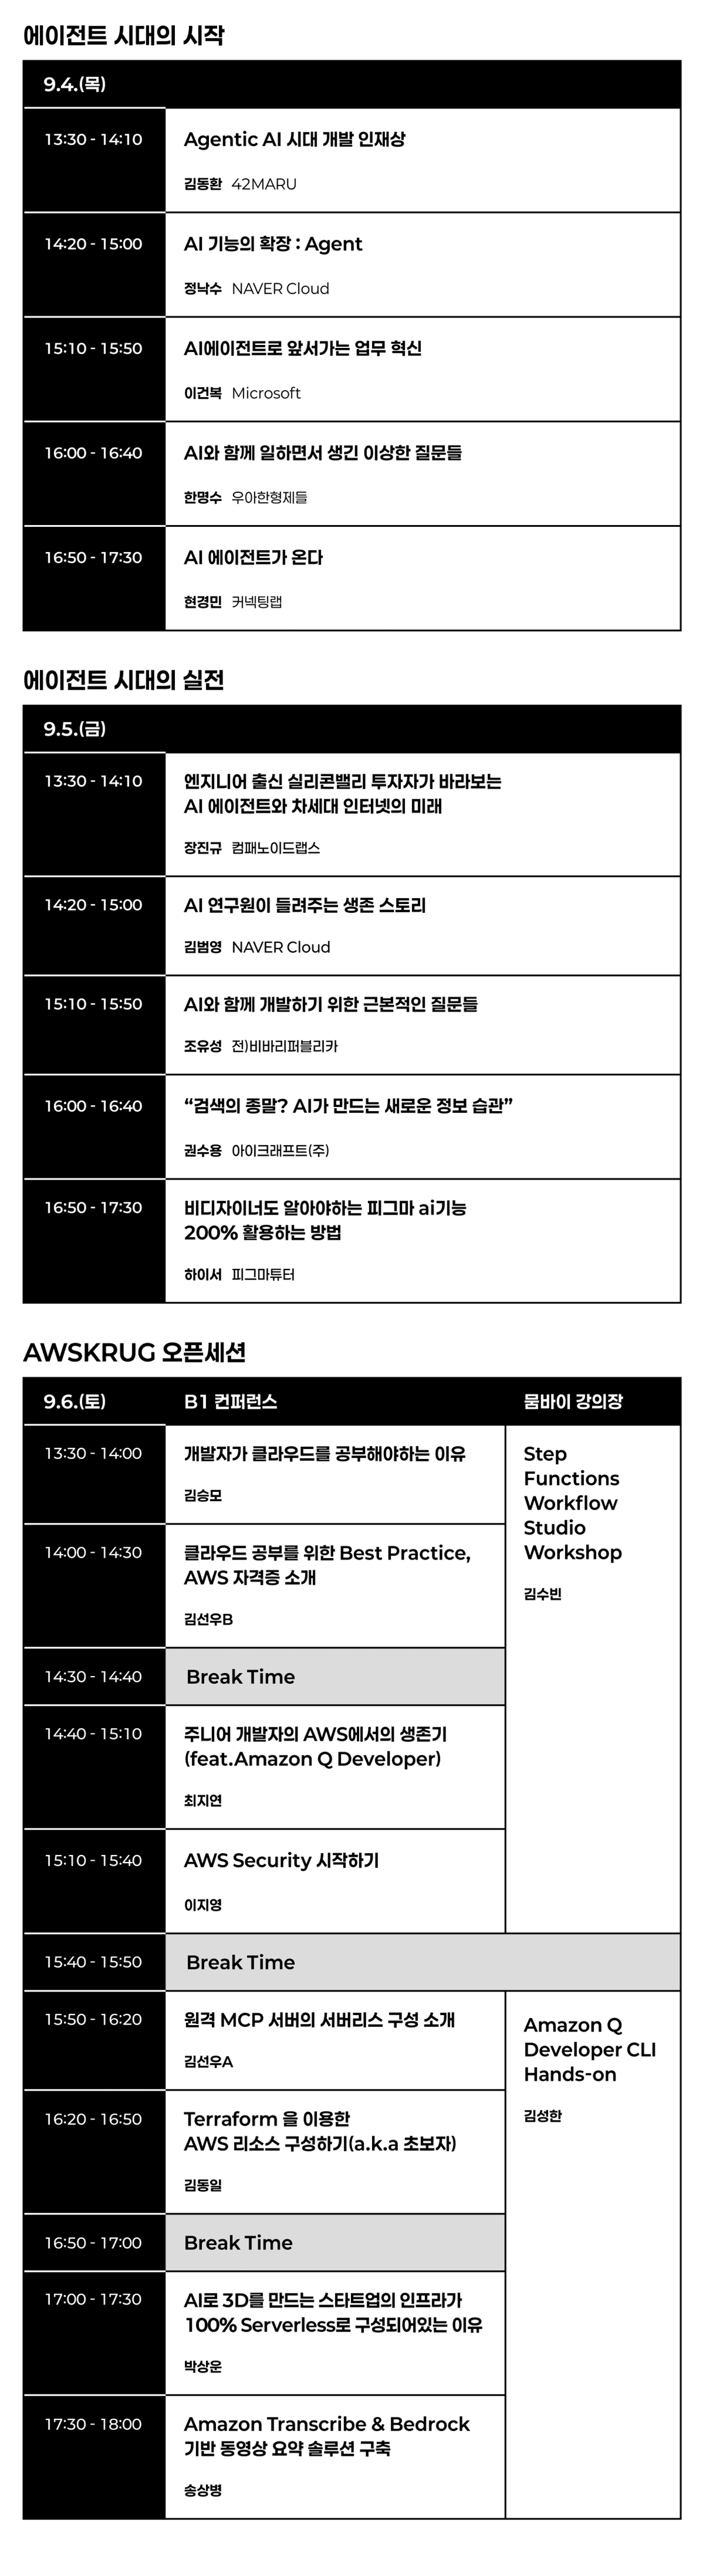 에이전트 시대의 시작
9.4.(목)
13:30 - 14:10
Agentic AI 시대 개발 인재상
김동환 42MARU
14:20 - 15:00
AI 기능의 확장 : Agent
정낙수 NAVER Cloud
15:10 - 15:50
AI에이전트로 앞서가는 업무 혁신
이건복 Microsoft
16:00 - 16:40
AI와 함께 일하면서 생긴 이상한 질문들
한명수 우아한형제들
16:50 - 17:30
AI 에이전트가 온다
현경민 커넥팅랩
에이전트 시대의 실전
9.5.(금)
13:30 - 14:10
엔지니어 출신 실리콘밸리 투자자가 바라보는
AI 에이전트와 차세대 인터넷의 미래
장진규 컴패노이드랩스
14:20 - 15:00
AI 연구원이 들려주는 생존 스토리
김범영 NAVER Cloud
15:10 - 15:50
AI와 함께 개발하기 위한 근본적인 질문들
조유성 전)비바리퍼블리카
16:00 - 16:40
“검색의 종말? AI가 만드는 새로운 정보 습관”
권수용 아이크래프트(주)
16:50 - 17:30
비디자이너도 알아야하는 피그마 ai기능
200% 활용하는 방법
하이서 피그마튜터
AWSKRUG 오픈세션
9.6.(토) B1 컨퍼런스 뭄바이 강의장
13:30 - 14:00
개발자가 클라우드를 공부해야하는 이유
김승모
Step
Functions
Workflow
Studio
Workshop
김수빈
14:00 - 14:30
클라우드 공부를 위한 Best Practice,
AWS 자격증 소개
김선우B
14:30 - 14:40
Break Time
14:40 - 15:10
주니어 개발자의 AWS에서의 생존기
(feat.Amazon Q Developer)
최지연
15:10 - 15:40
AWS Security 시작하기
이지영
15:40 - 15:50
Break Time
15:50 - 16:20
원격 MCP 서버의 서버리스 구성 소개
김선우A
Amazon Q
Developer CLI
Hands-on
김성한
16:20 - 16:50
Terraform 을 이용한
AWS 리소스 구성하기(a.k.a 초보자)
김동일
16:50 - 17:00
Break Time
17:00 - 17:30
AI로 3D를 만드는 스타트업의 인프라가
100% Serverless로 구성되어있는 이유
박상운
17:30 - 18:00
Amazon Transcribe & Bedrock
기반 동영상 요약 솔루션 구축
송상병